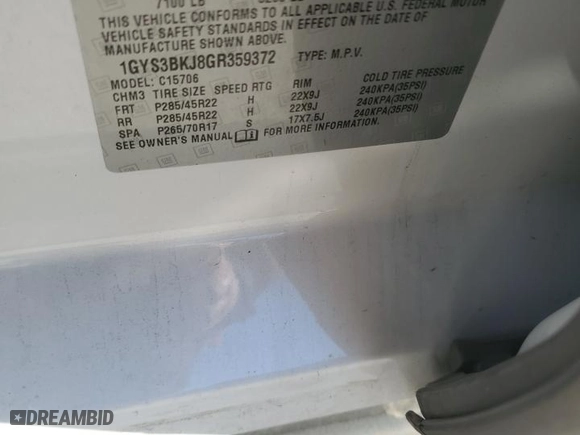 7100 LB
THIS VEHICLE CONFORMS TO ALL APPLICABLE U.S. FEDERAL MOTOR
VEHICLE SAFETY STANDARDS IN EFFECT ON THE DATE OF
MANUFACTURE SHOWN ABOVE.
1GYS3BKJ8GR359372 TYPE: M.P.V.
MODEL: C15706
CHM3 TIRE SIZE SPEED RTG RIM COLD TIRE PRESSURE
FRT P285/45R22 H 22X9J 240KPA(35PSI)
RR P285/45R22 H 22X9J 240KPA(35PSI)
SPA P265/70R17 S 17X7.5J 240KPA(35PSI)
SEE OWNER'S MANUAL FOR MORE INFORMATION.
DREAMBID